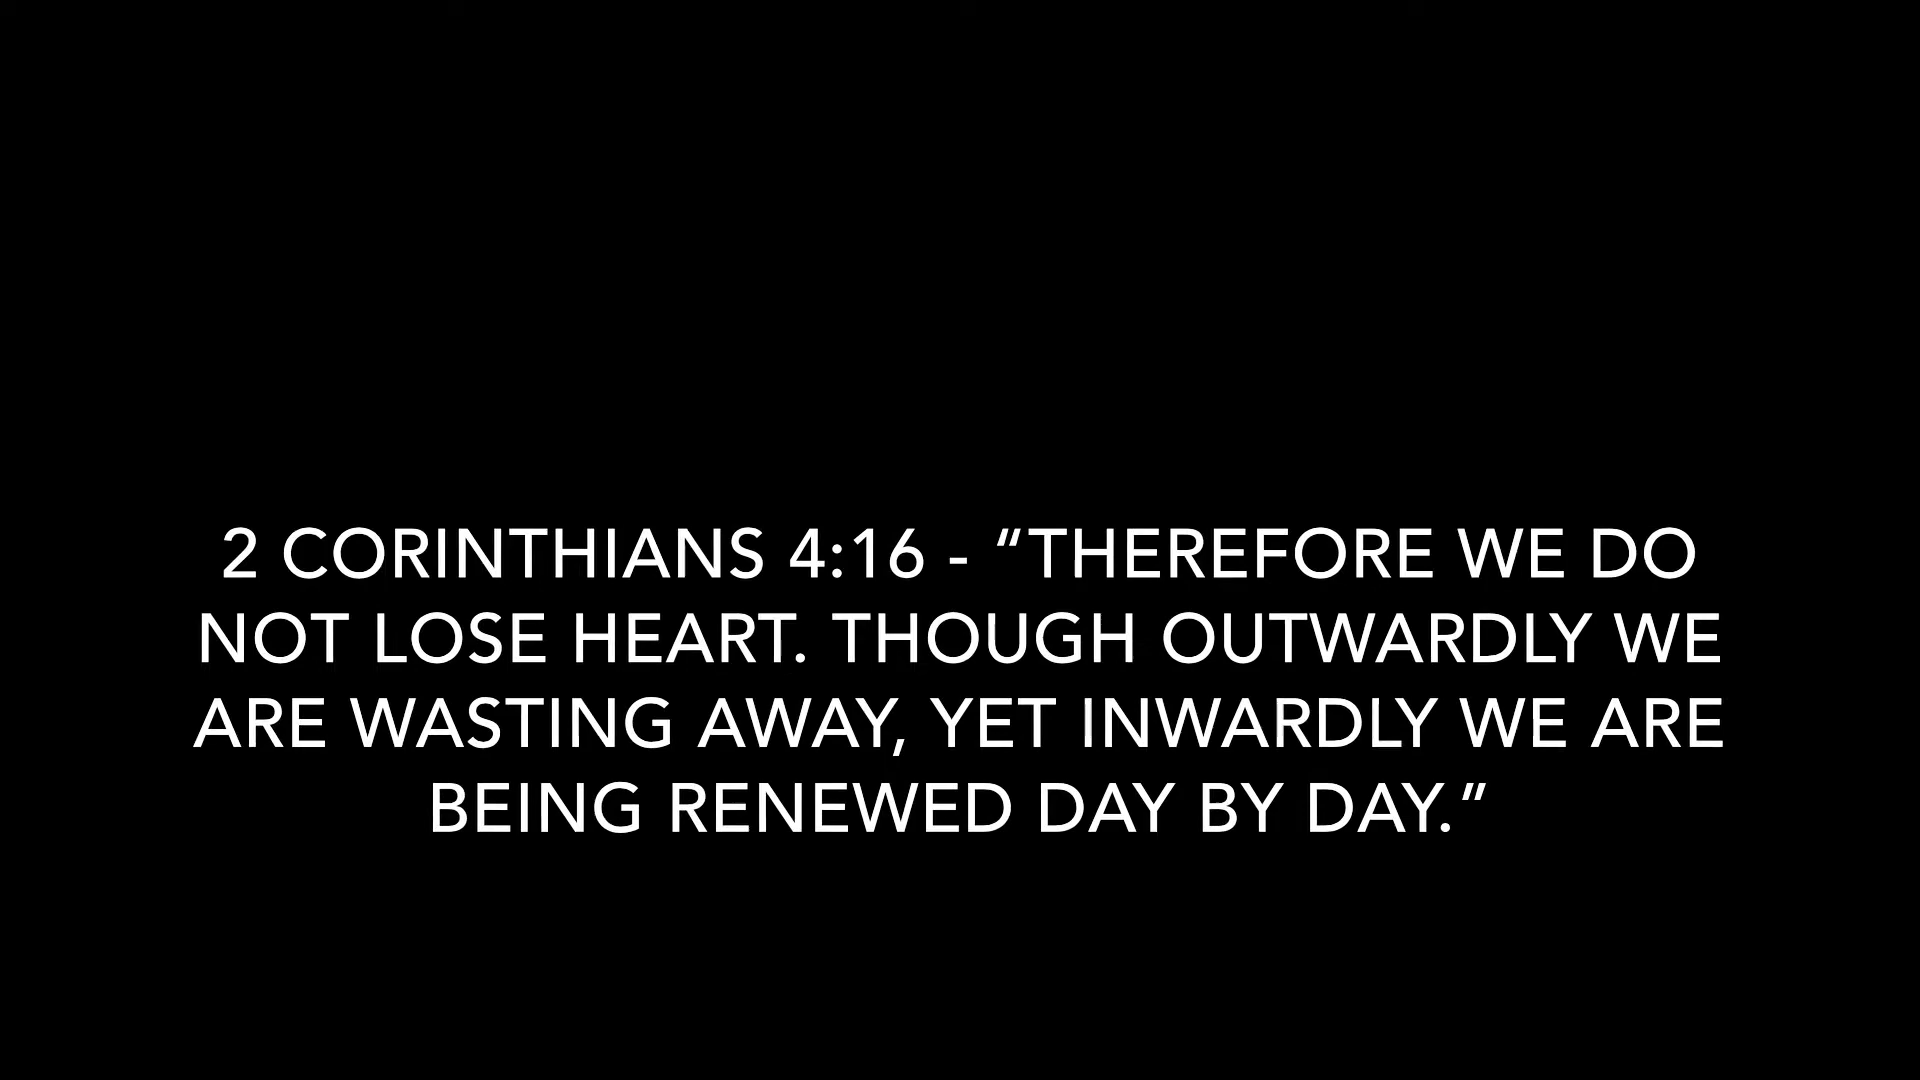 2 CORINTHIANS 4:16 - “THEREFORE WE DO
NOT LOSE HEART. THOUGH OUTWARDLY WE
ARE WASTING AWAY, YET INWARDLY WE ARE
BEING RENEWED DAY BY DAY.”